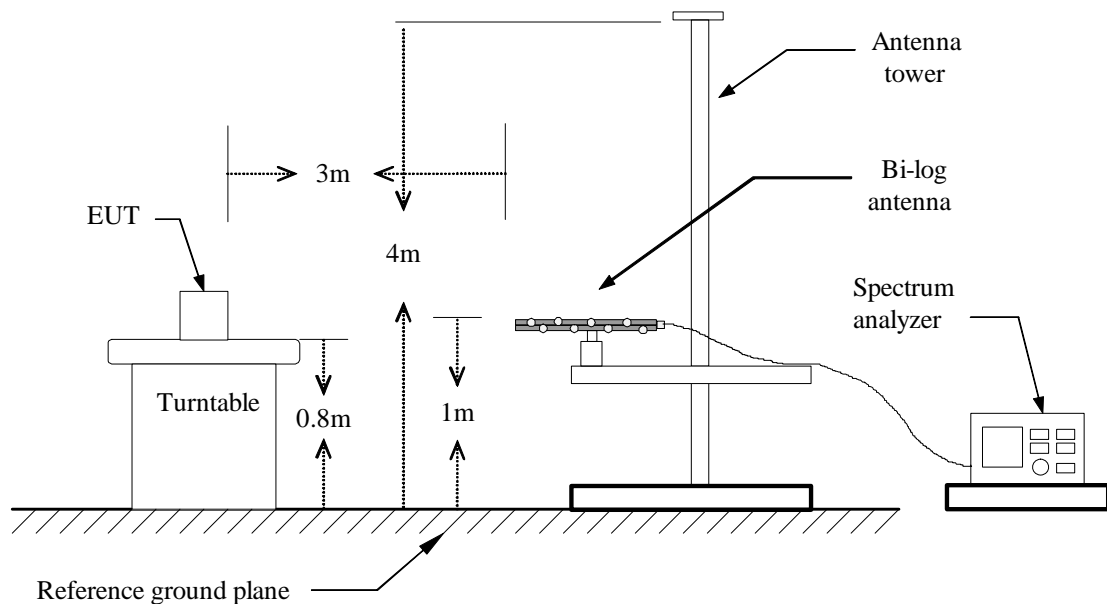 Antenna
tower
3m
Bi-log
antenna
EUT
4m
Spectrum
analyzer
Turntable
0.8m
1m
Reference ground plane